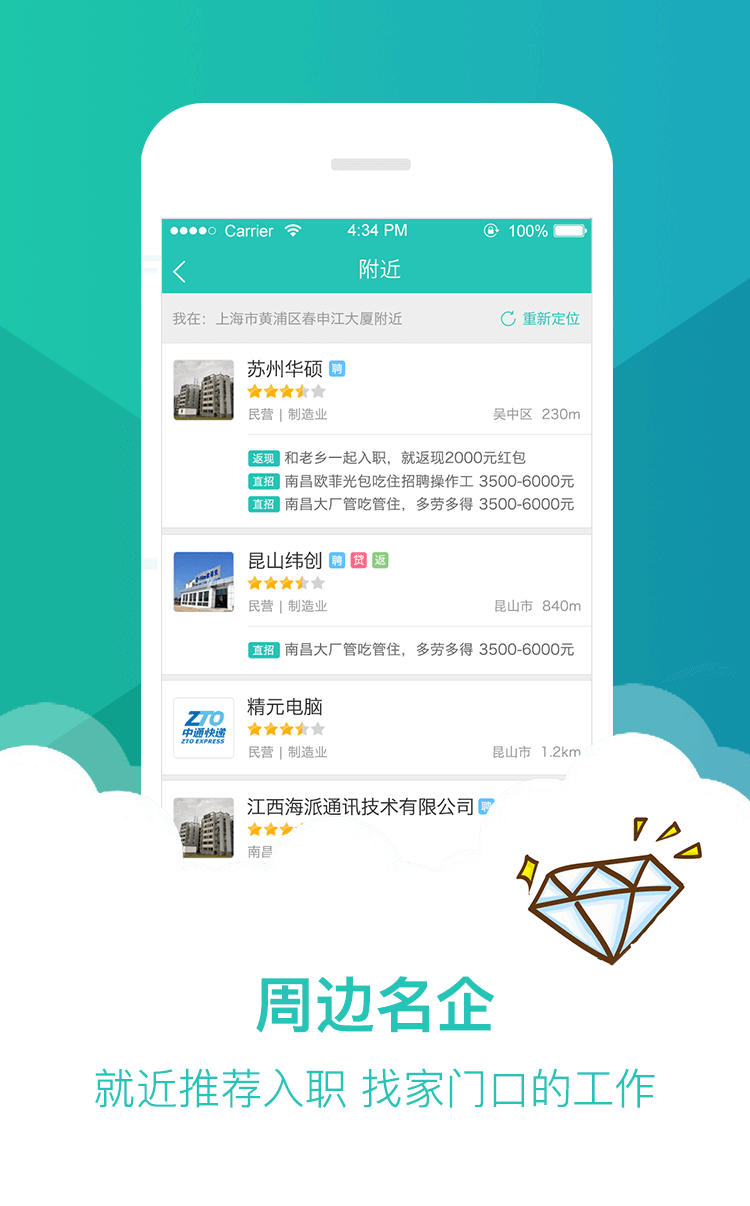 Carrier 4:34 PM 100%
附近
我在：上海市黄浦区春申江大厦附近 重新定位
苏州华硕 聘
民营 | 制造业 吴中区 230m
返现 和老乡一起入职，就返现2000元红包
直招 南昌欧菲光包吃住招聘操作工 3500-6000元
直招 南昌大厂管吃管住，多劳多得 3500-6000元
昆山纬创 聘 贷 返
民营 | 制造业 昆山市 840m
直招 南昌大厂管吃管住，多劳多得 3500-6000元
精元电脑
ZTO
中通快递
ZTO EXPRESS
民营 | 制造业 昆山市 1.2km
江西海派通讯技术有限公司 聘
南昌
周边名企
就近推荐入职 找家门口的工作